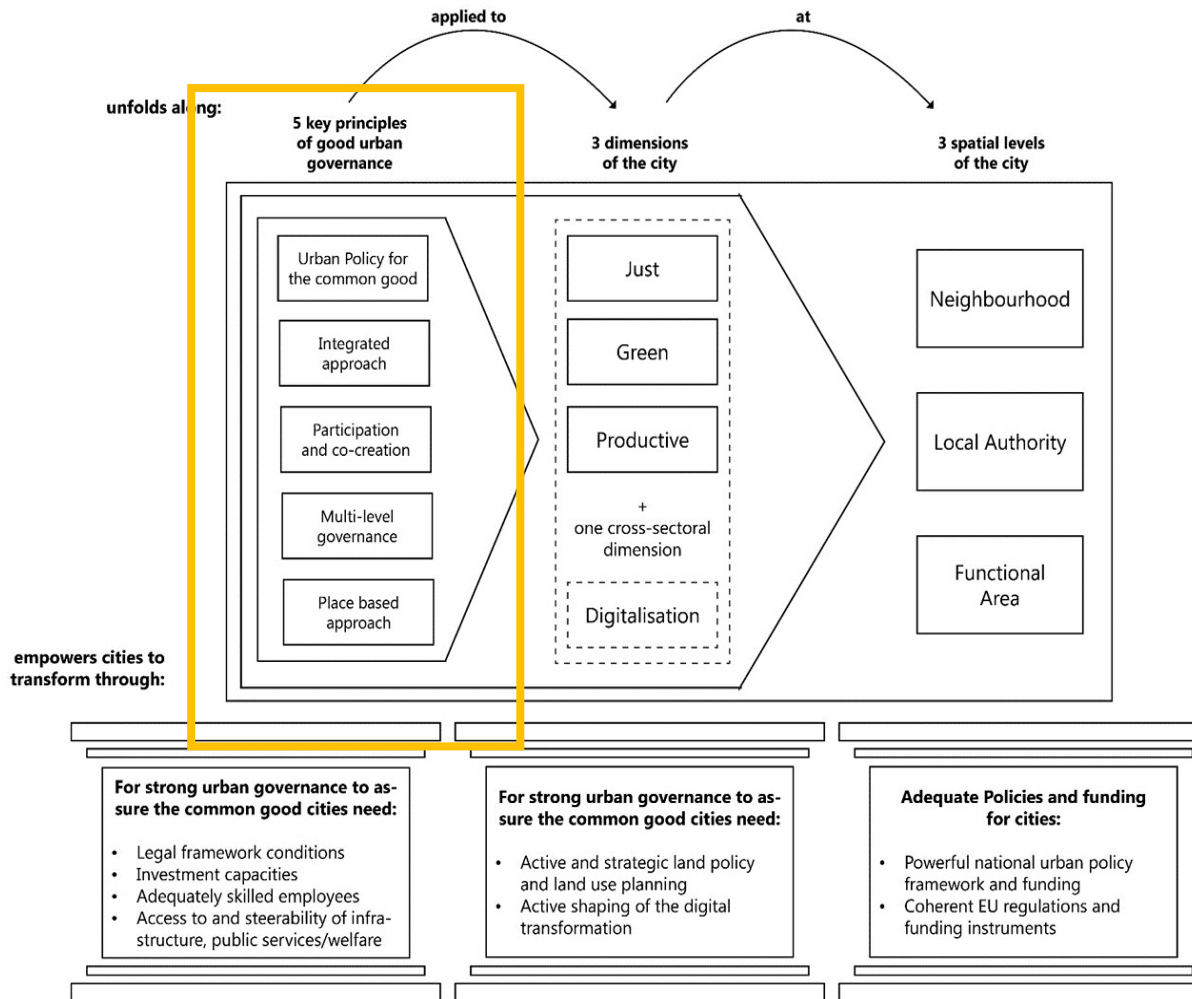 applied to
at
unfolds along:
5 key principles
of good urban
governance
3 dimensions
of the city
3 spatial levels
of the city
Urban Policy for
the common good
Integrated
approach
Participation
and co-creation
Multi-level
governance
Place based
approach
Just
Green
Productive
+
one cross-sectoral
dimension
Digitalisation
Neighbourhood
Local Authority
Functional
Area
empowers cities to
transform through:
For strong urban governance to as-
sure the common good cities need:
• Legal framework conditions
• Investment capacities
• Adequately skilled employees
• Access to and steerability of infra-
structure, public services/welfare
For strong urban governance to as-
sure the common good cities need:
• Active and strategic land policy
and land use planning
• Active shaping of the digital
transformation
Adequate Policies and funding
for cities:
• Powerful national urban policy
framework and funding
• Coherent EU regulations and
funding instruments